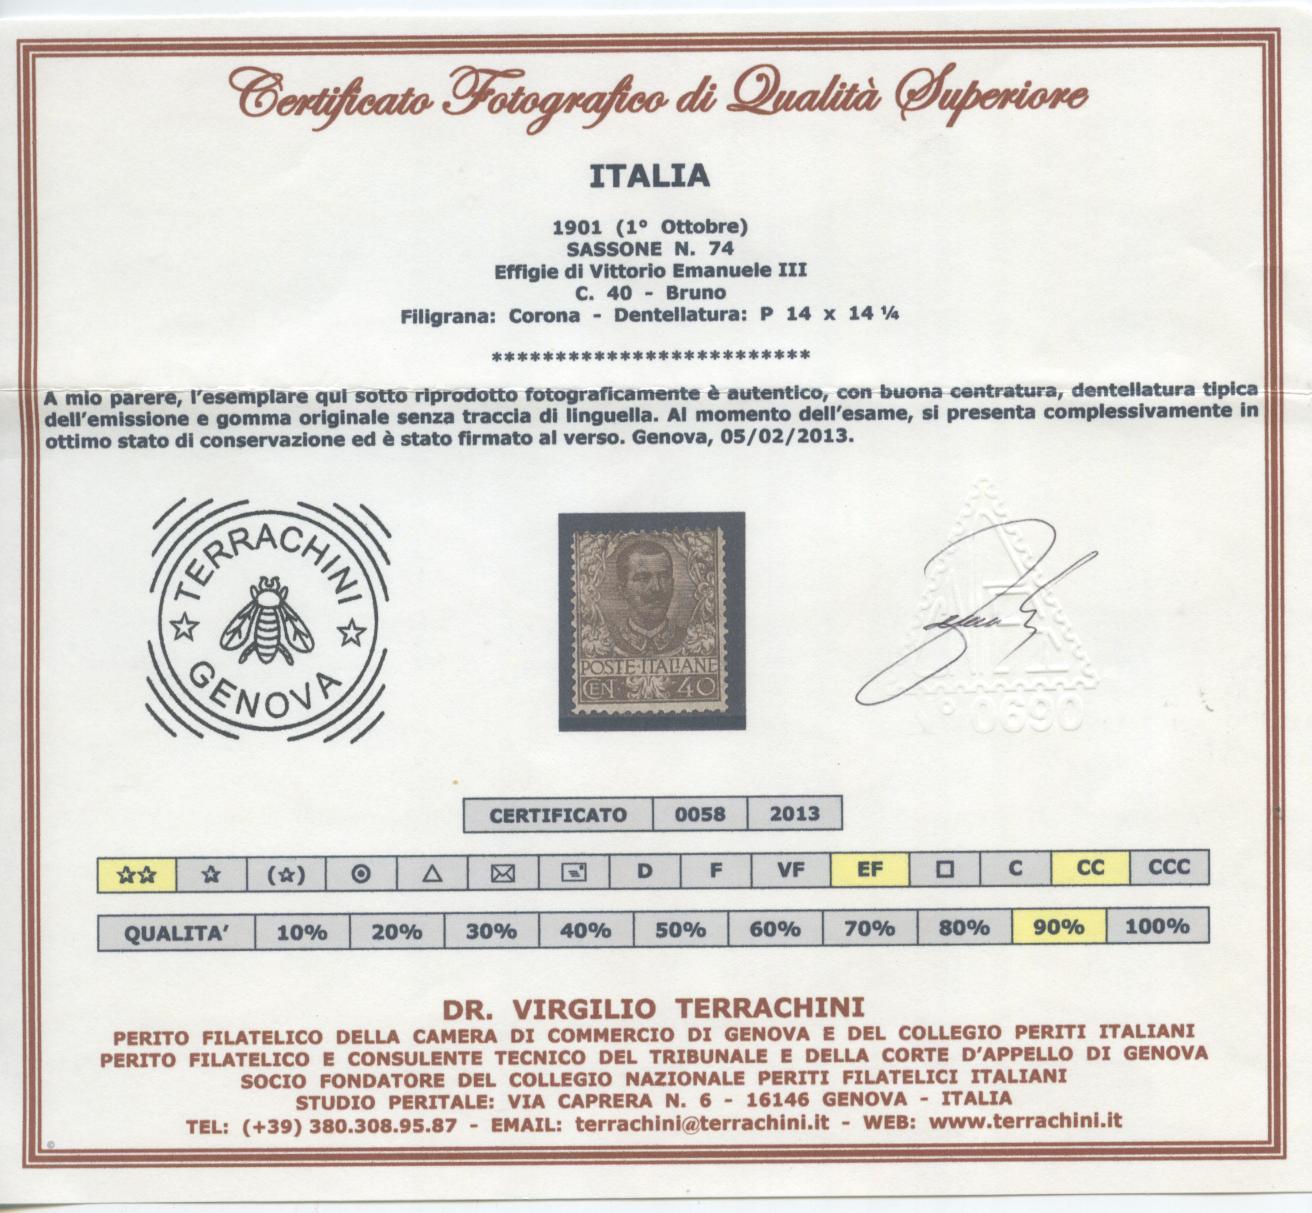 Certificato Fotografico di Qualità Superiore
ITALIA
1901 (1° Ottobre)
SASSONE N. 74
Effigie di Vittorio Emanuele III
C. 40 - Bruno
Filigrana: Corona - Dentellatura: P 14 x 14 ¼
*************************
A mio parere, l'esemplare qui sotto riprodotto fotograficamente è autentico, con buona centratura, dentellatura tipica
dell'emissione e gomma originale senza traccia di linguella. Al momento dell'esame, si presenta complessivamente in
ottimo stato di conservazione ed è stato firmato al verso. Genova, 05/02/2013.
TERRACHINI
GENOVA
POSTE·ITALIANE
CEN. 40
N° 0690
CERTIFICATO 0058 2013
☆☆ ☆ (☆) D F VF EF C CC CCC
QUALITA' 10% 20% 30% 40% 50% 60% 70% 80% 90% 100%
DR. VIRGILIO TERRACHINI
PERITO FILATELICO DELLA CAMERA DI COMMERCIO DI GENOVA E DEL COLLEGIO PERITI ITALIANI
PERITO FILATELICO E CONSULENTE TECNICO DEL TRIBUNALE E DELLA CORTE D'APPELLO DI GENOVA
SOCIO FONDATORE DEL COLLEGIO NAZIONALE PERITI FILATELICI ITALIANI
STUDIO PERITALE: VIA CAPRERA N. 6 - 16146 GENOVA - ITALIA
TEL: (+39) 380.308.95.87 - EMAIL: terrachini@terrachini.it - WEB: www.terrachini.it
©